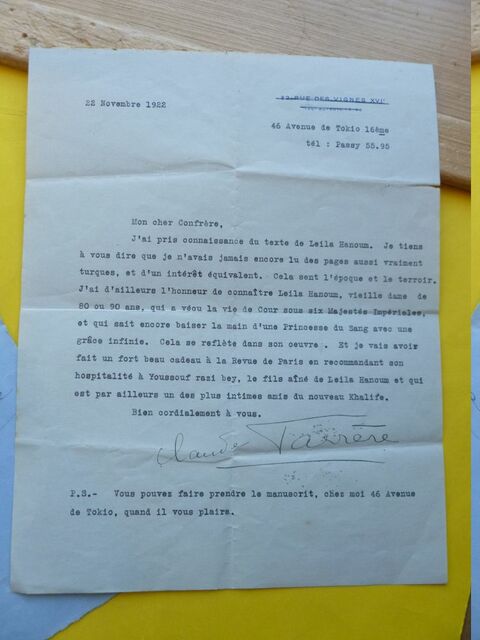 22 Novembre 1922
RUE DES VIGNES XVIe
46 Avenue de Tokio 16ème
tél : Passy 55.95
Mon cher Confrère,
J'ai pris connaissance du texte de Leila Hanoum. Je tiens
à vous dire que je n'avais jamais encore lu des pages aussi vraiment
turques, et d'un intérêt équivalent. Cela sent l'époque et le terroir.
J'ai d'ailleurs l'honneur de connaître Leila Hanoum, vieille dame de
80 ou 90 ans, qui a véou la vie de Cour sous six Majestés Impériales,
et qui sait encore baiser la main d'une Princesse du Sang avec une
grâce infinie. Cela se reflète dans son oeuvre . Et je vais avoir
fait un fort beau cadeau à la Revue de Paris en recommandant son
hospitalité à Youssouf razi bey, le fils aîné de Leila Hanoum et qui
est par ailleurs un des plus intimes amis du nouveau Khalife.
Bien cordialement à vous.
Claude Farrère
P.S.- Vous pouvez faire prendre le manuscrit, chez moi 46 Avenue
de Tokio, quand il vous plaira.